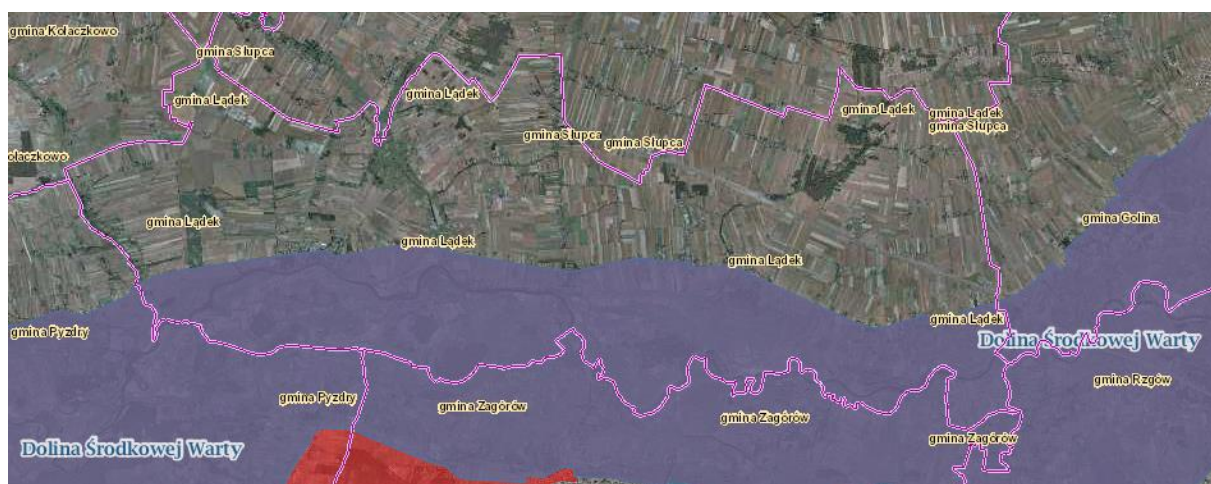 gmina Kołaczkowo
gmina Słupca
gmina Lądek
gmina Lądek
gmina Lądek
gmina Lądek
gmina Słupca
gmina Słupca
gmina Słupca
ołaczkowo
gmina Lądek
gmina Golina
gmina Lądek
gmina Lądek
gmina Lądek
gmina Pyzdry
Dolina Środkowej Warty
gmina Rzgów
gmina Pyzdry
gmina Zagórów
gmina Zagórów
gmina Zagórów
Dolina Środkowej Warty